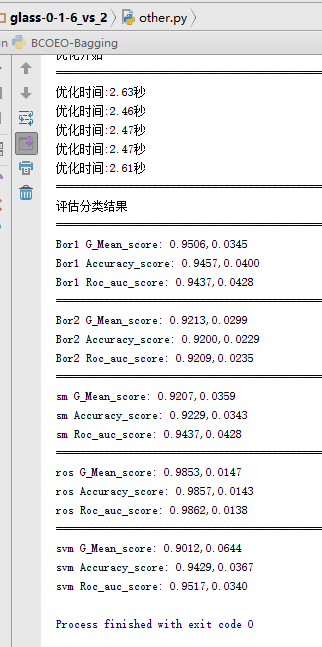 glass-0-1-6_vs_2 other.py
n BCOEO-Bagging
优化开始
优化时间:2.63秒
优化时间:2.46秒
优化时间:2.47秒
优化时间:2.47秒
优化时间:2.61秒
评估分类结果
Bor1 G_Mean_score: 0.9506,0.0345
Bor1 Accuracy_score: 0.9457,0.0400
Bor1 Roc_auc_score: 0.9437,0.0428
Bor2 G_Mean_score: 0.9213,0.0299
Bor2 Accuracy_score: 0.9200,0.0229
Bor2 Roc_auc_score: 0.9209,0.0235
sm G_Mean_score: 0.9207,0.0359
sm Accuracy_score: 0.9229,0.0343
sm Roc_auc_score: 0.9437,0.0428
ros G_Mean_score: 0.9853,0.0147
ros Accuracy_score: 0.9857,0.0143
ros Roc_auc_score: 0.9862,0.0138
svm G_Mean_score: 0.9012,0.0644
svm Accuracy_score: 0.9429,0.0367
svm Roc_auc_score: 0.9517,0.0340
Process finished with exit code 0